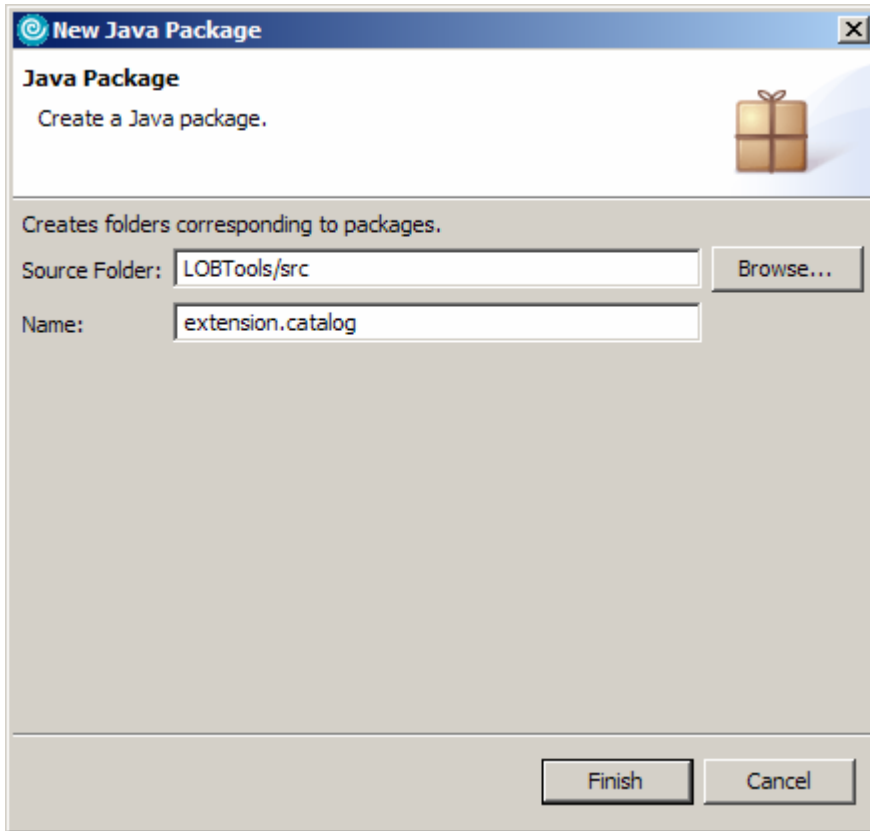 New Java Package
Java Package
Create a Java package.
Creates folders corresponding to packages.
Source Folder: LOBTools/src Browse...
Name: extension.catalog
Finish Cancel